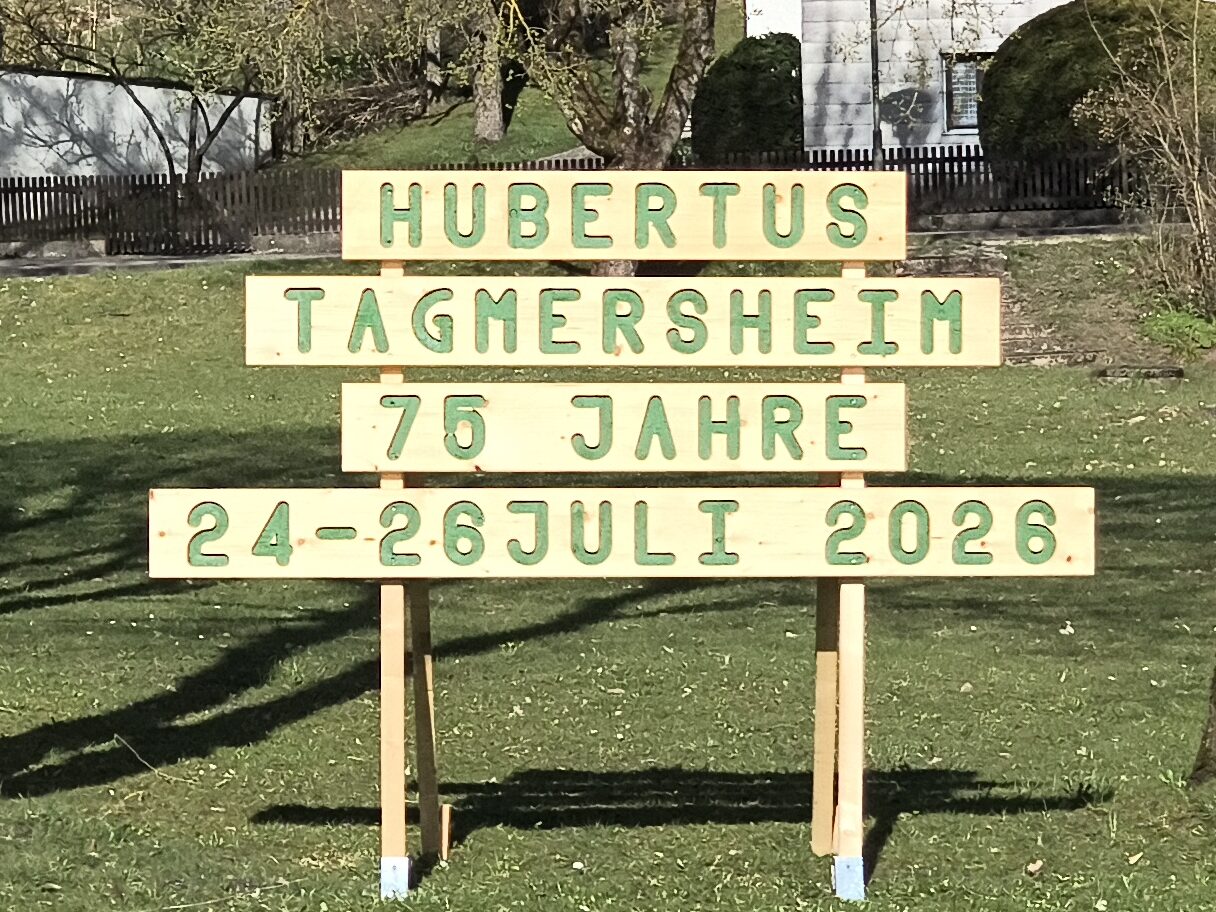 HUBERTUS
TAGMERSHEIM
75 JAHRE
24-26JULI 2026